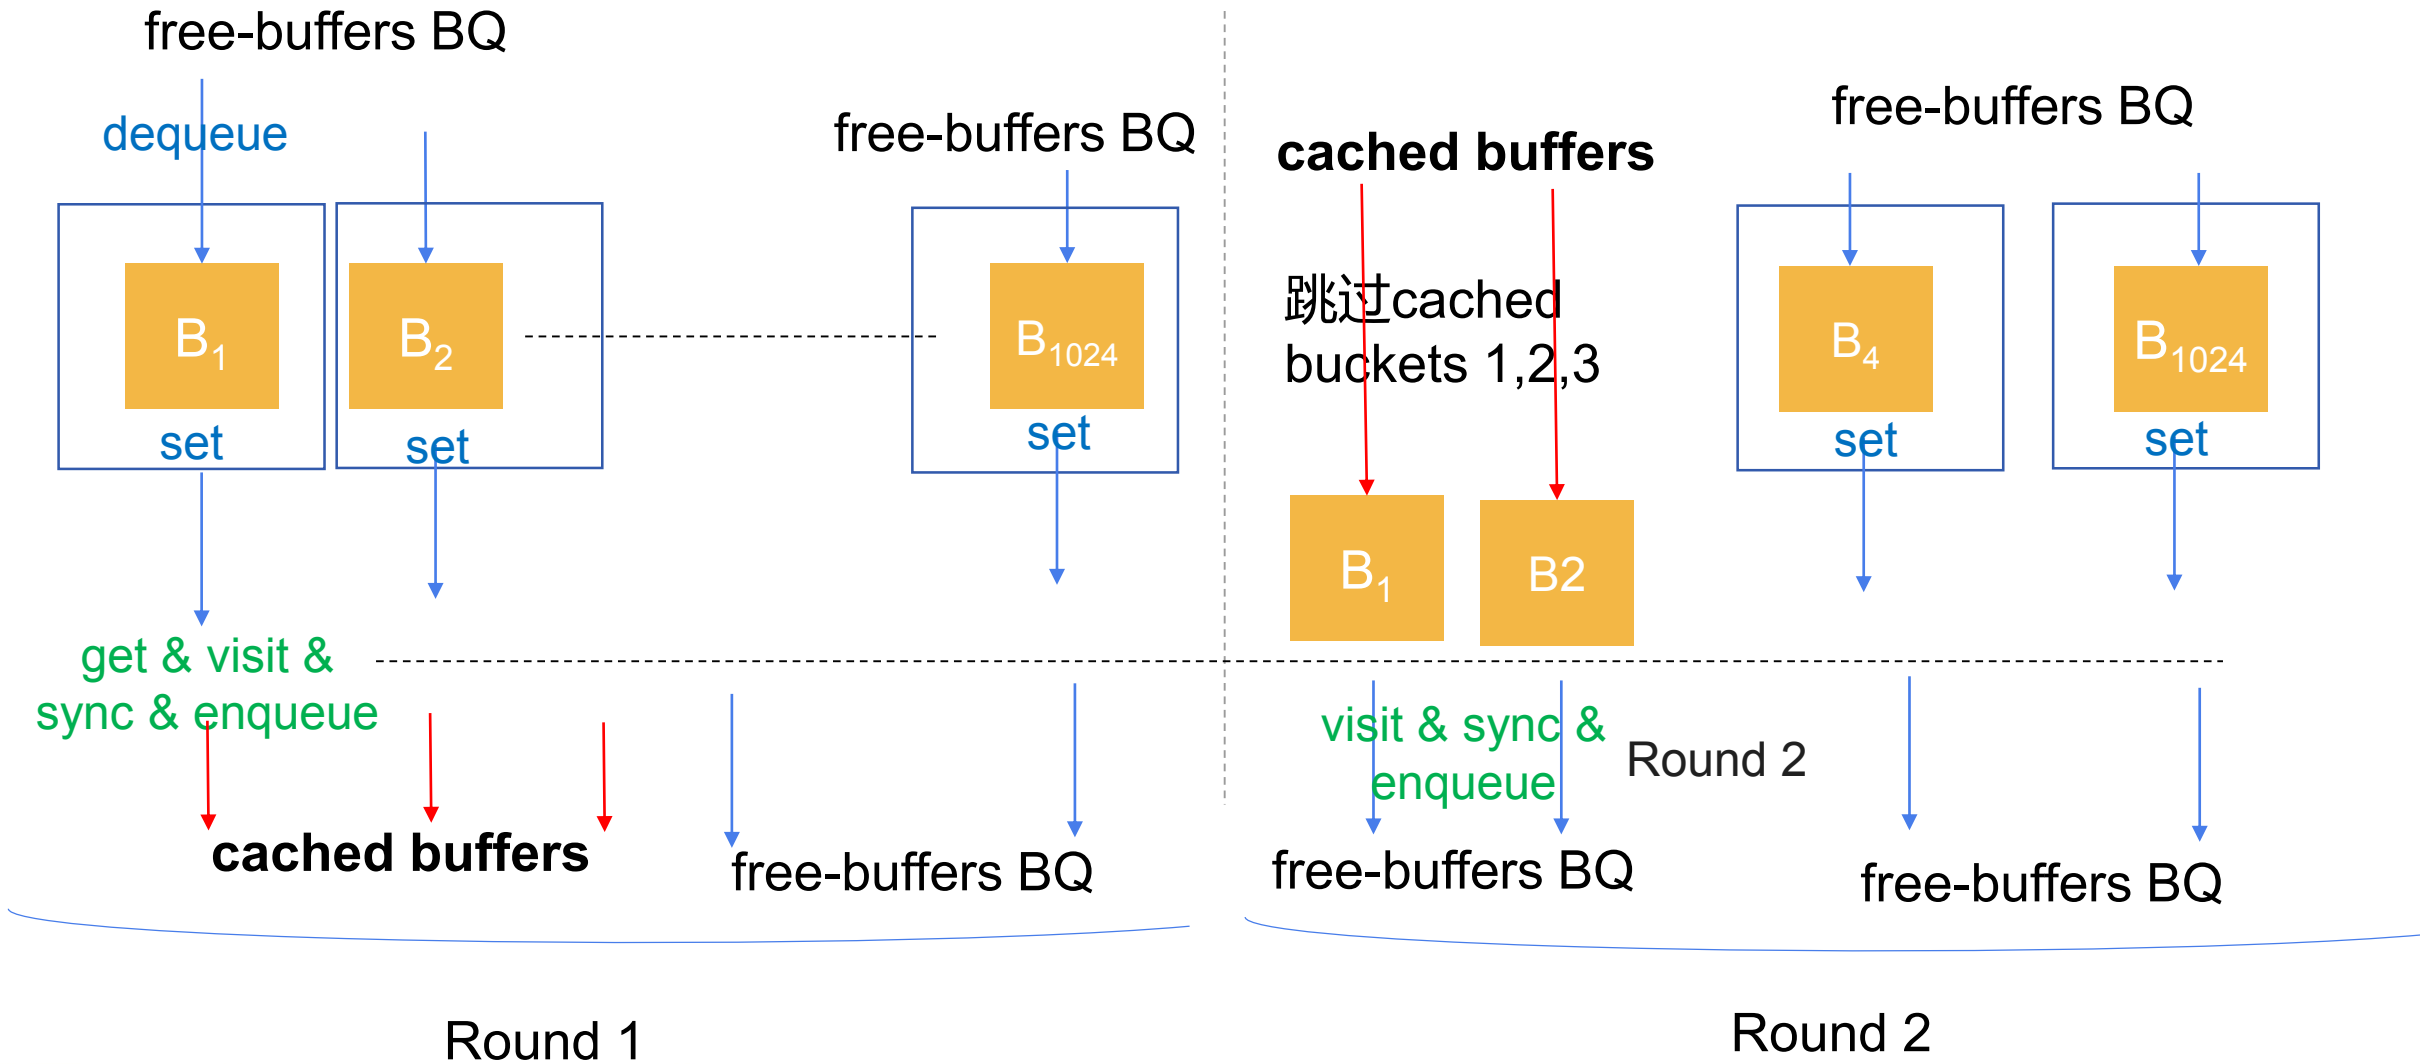 free-buffers BQ
dequeue
free-buffers BQ
B1
set
B2
set
B1024
set
get & visit &
sync & enqueue
cached buffers
free-buffers BQ
Round 1
cached buffers
free-buffers BQ
跳过cached
buckets 1,2,3
B4
set
B1024
set
B1
B2
visit & sync &
enqueue
Round 2
free-buffers BQ
free-buffers BQ
Round 2